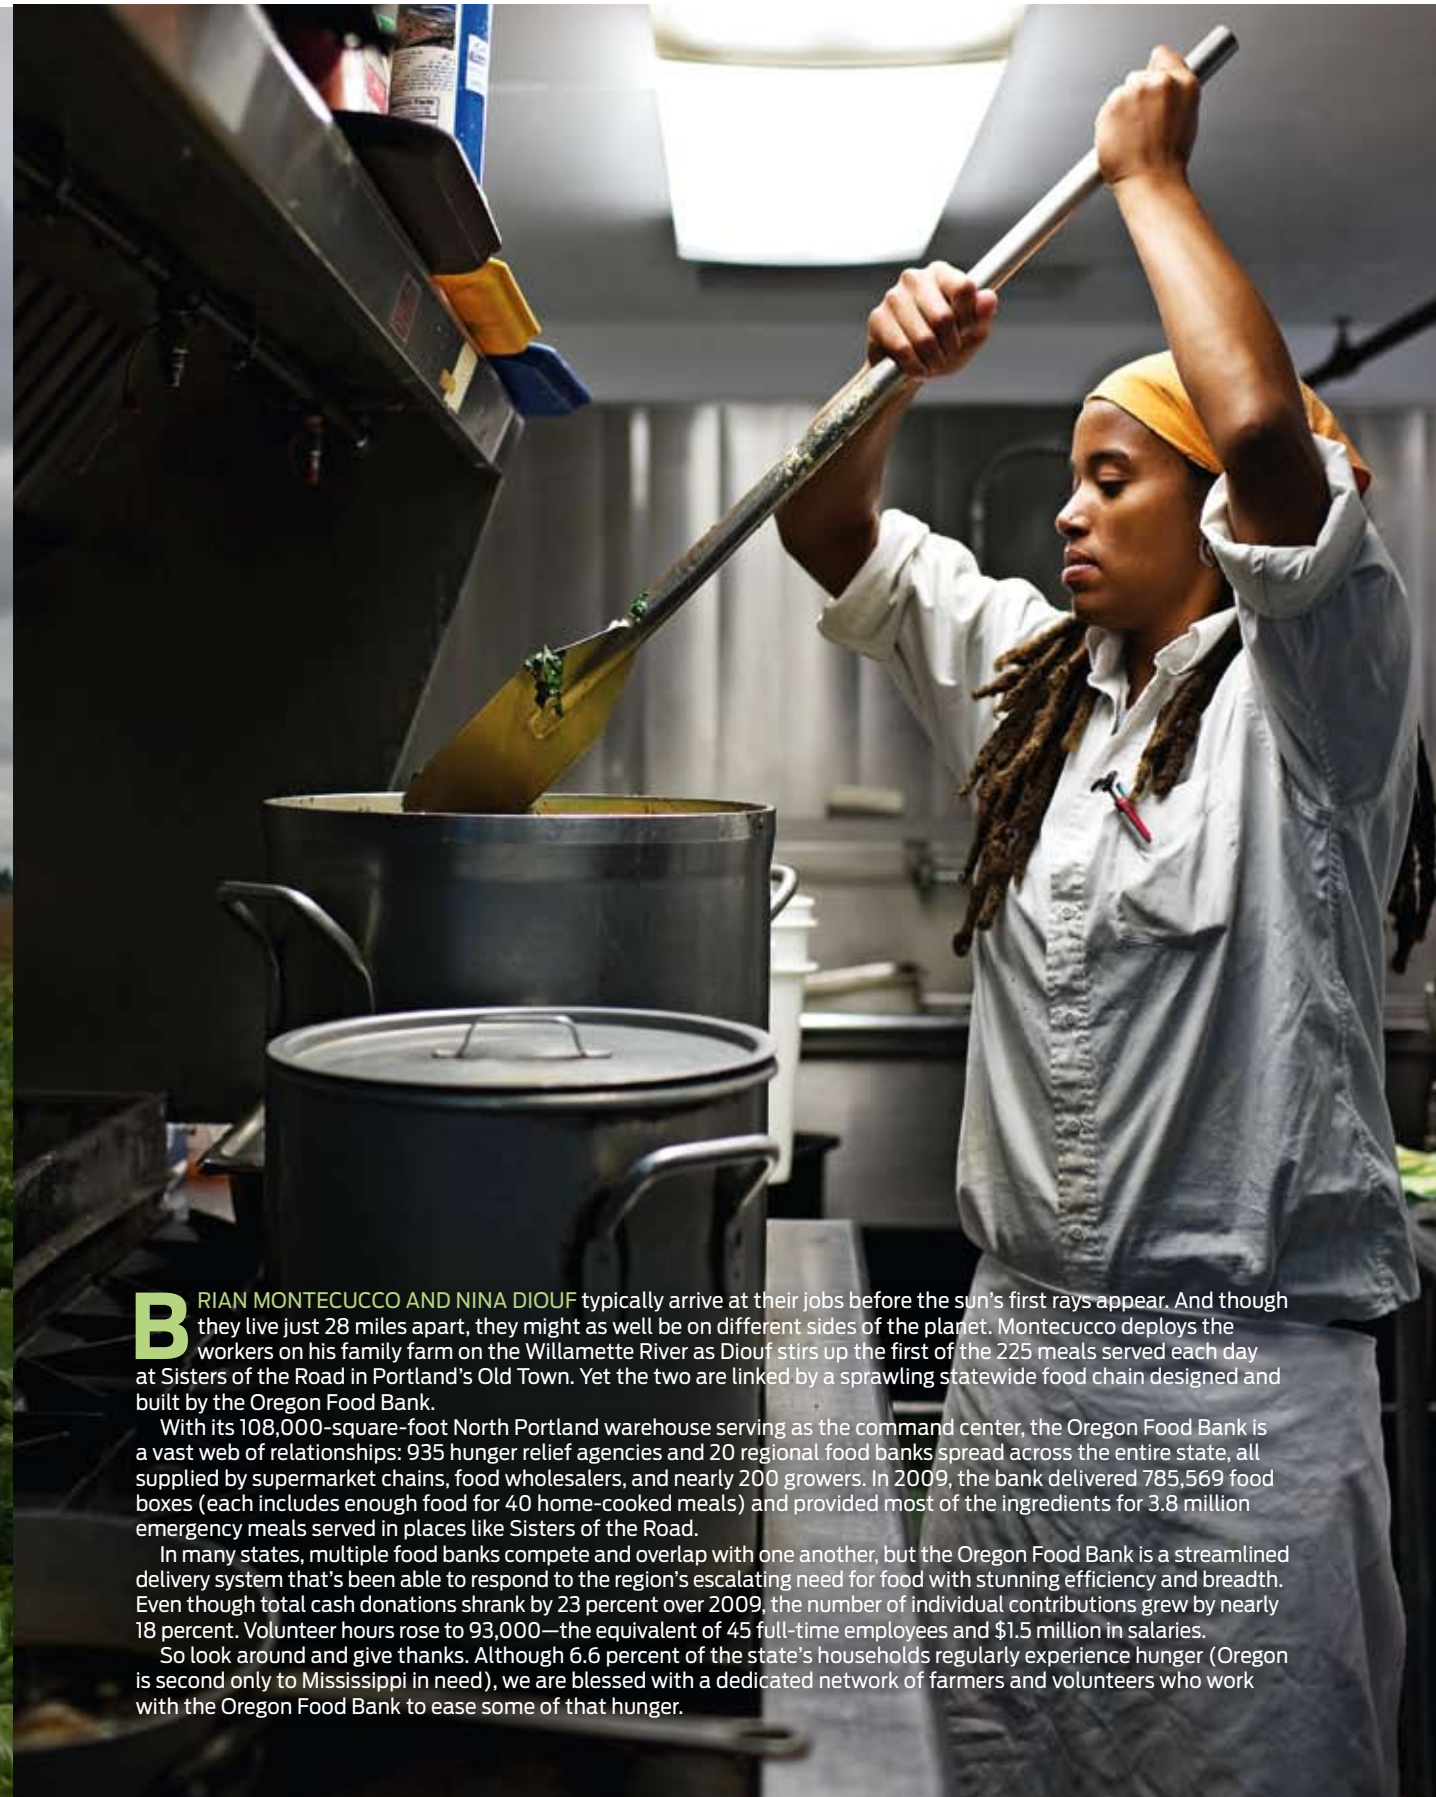 BRIAN MONTECUCCO AND NINA DIOUF typically arrive at their jobs before the sun’s first rays appear. And though
they live just 28 miles apart, they might as well be on different sides of the planet. Montecucco deploys the
workers on his family farm on the Willamette River as Diouf stirs up the first of the 225 meals served each day
at Sisters of the Road in Portland’s Old Town. Yet the two are linked by a sprawling statewide food chain designed and
built by the Oregon Food Bank.
With its 108,000-square-foot North Portland warehouse serving as the command center, the Oregon Food Bank is
a vast web of relationships: 935 hunger relief agencies and 20 regional food banks spread across the entire state, all
supplied by supermarket chains, food wholesalers, and nearly 200 growers. In 2009, the bank delivered 785,569 food
boxes (each includes enough food for 40 home-cooked meals) and provided most of the ingredients for 3.8 million
emergency meals served in places like Sisters of the Road.
In many states, multiple food banks compete and overlap with one another, but the Oregon Food Bank is a streamlined
delivery system that’s been able to respond to the region’s escalating need for food with stunning efficiency and breadth.
Even though total cash donations shrank by 23 percent over 2009, the number of individual contributions grew by nearly
18 percent. Volunteer hours rose to 93,000—the equivalent of 45 full-time employees and $1.5 million in salaries.
So look around and give thanks. Although 6.6 percent of the state’s households regularly experience hunger (Oregon
is second only to Mississippi in need), we are blessed with a dedicated network of farmers and volunteers who work
with the Oregon Food Bank to ease some of that hunger.